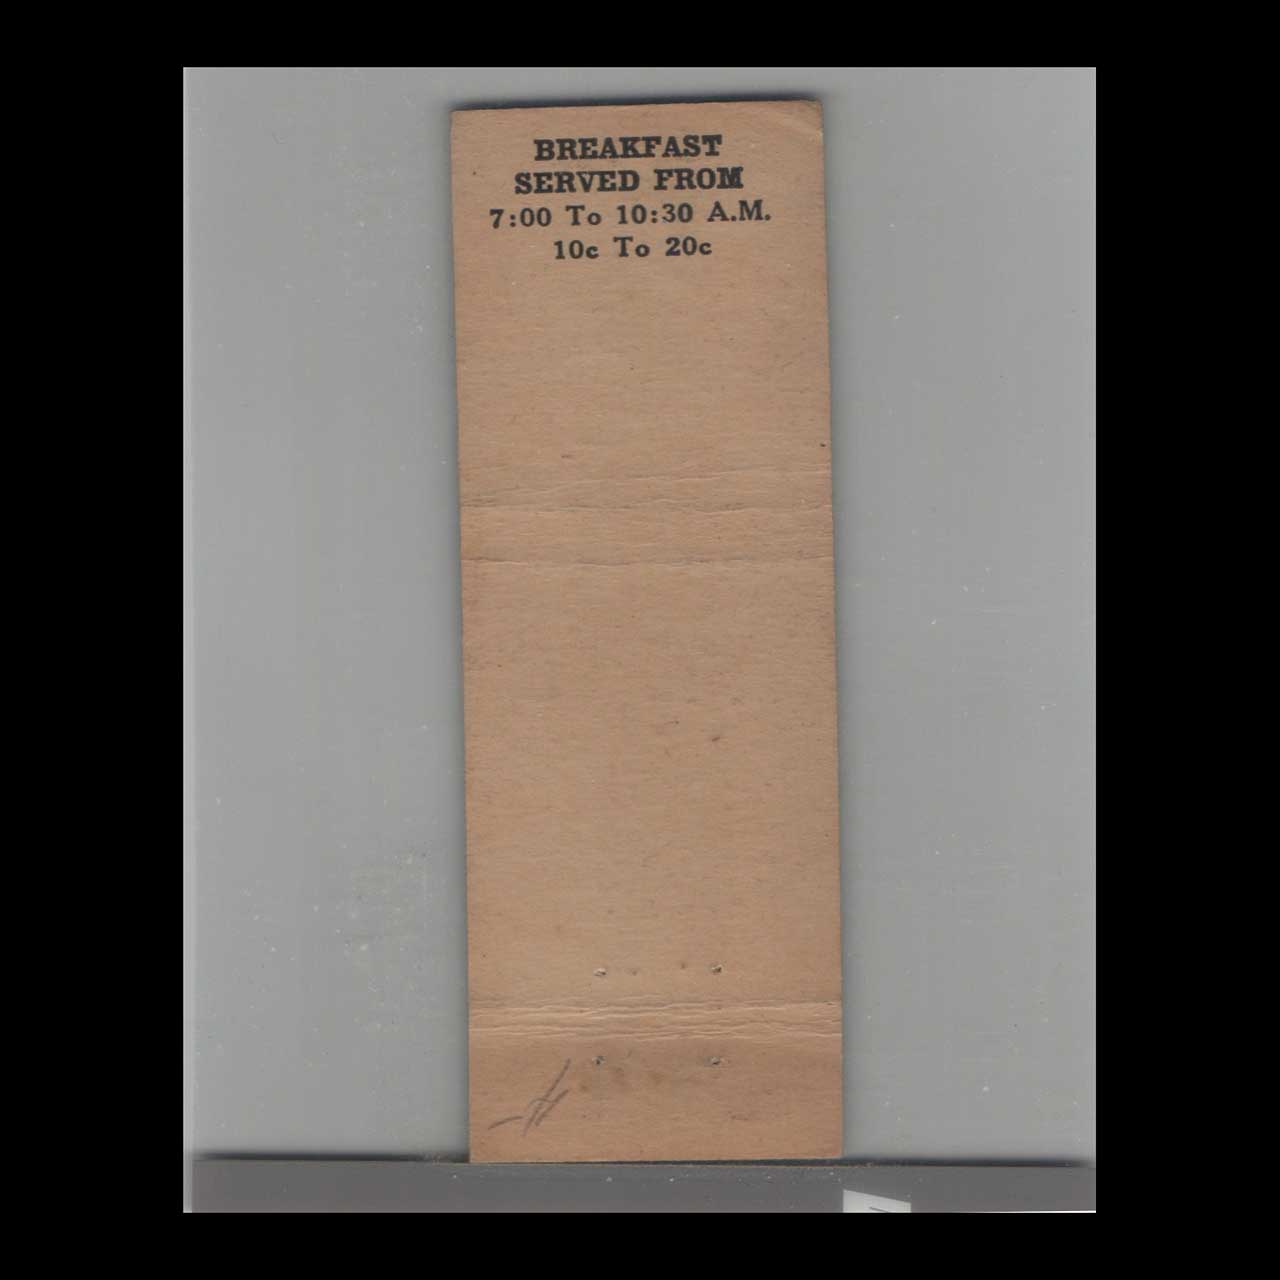 BREAKFAST
SERVED FROM
7:00 To 10:30 A.M.
10c To 20c